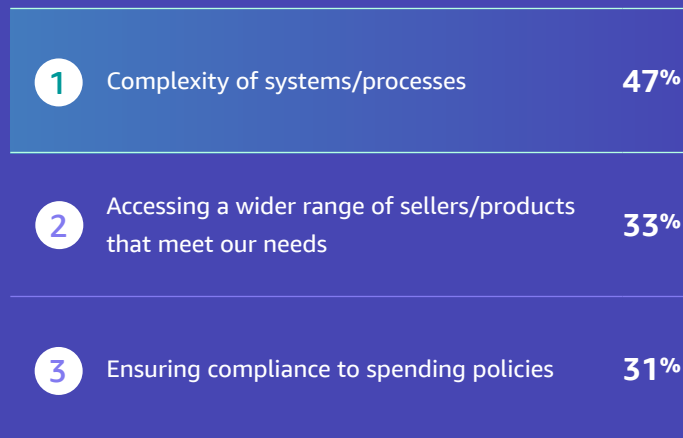 1 Complexity of systems/processes 47%
Accessing a wider range of sellers/products
2 33%
that meet our needs
3 Ensuring compliance to spending policies 31%